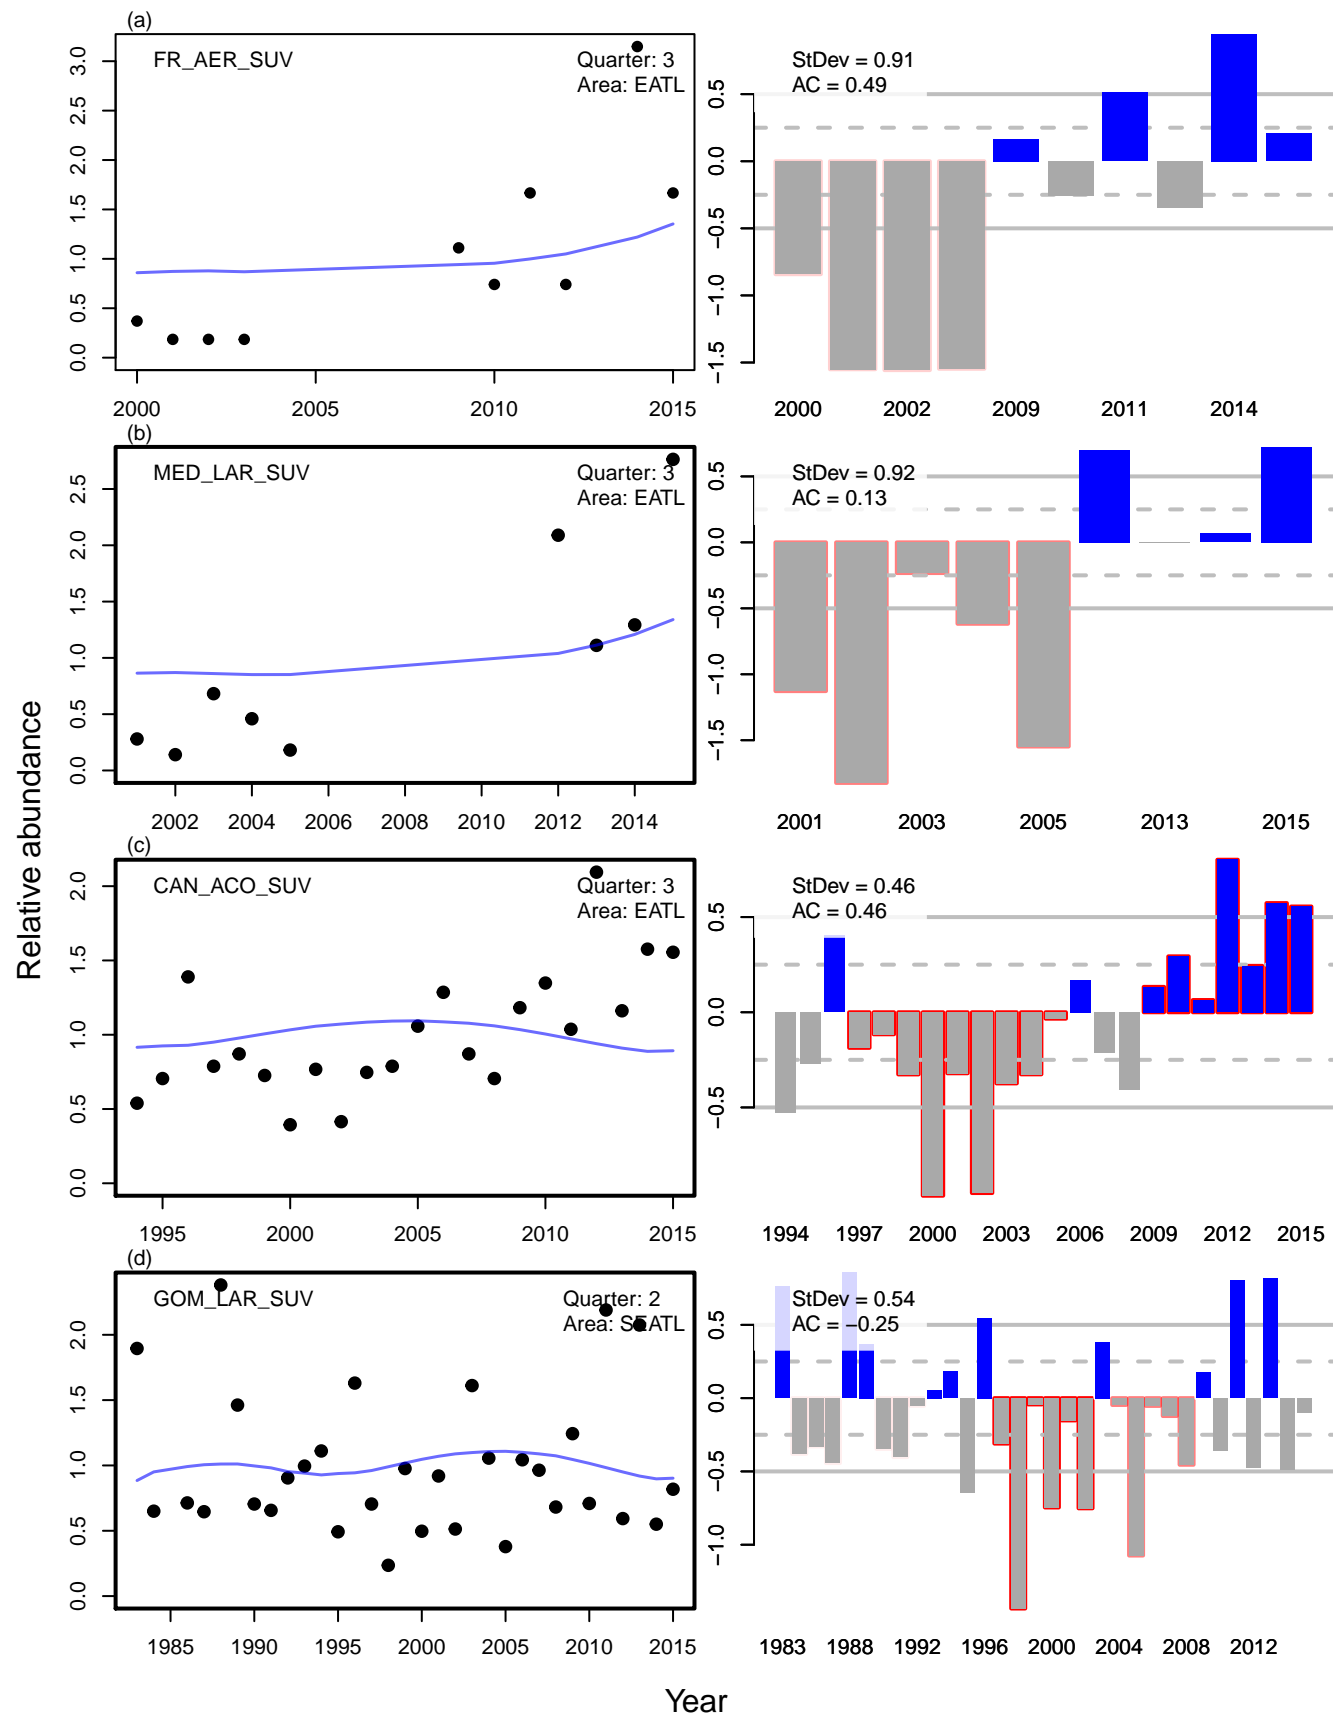 (a)
FR_AER_SUV
Quarter: 3
Area: EATL
0.0 0.5 1.0 1.5 2.0 2.5 3.0
2000 2005 2010 2015
StDev = 0.91
AC = 0.49
−1.5 −1.0 −0.5 0.0 0.5
2000 2002 2009 2011 2014
(b)
MED_LAR_SUV
Quarter: 3
Area: EATL
0.0 0.5 1.0 1.5 2.0 2.5
2002 2004 2006 2008 2010 2012 2014
StDev = 0.92
AC = 0.13
−1.5 −1.0 −0.5 0.0 0.5
2001 2003 2005 2013 2015
Relative abundance
(c)
CAN_ACO_SUV
Quarter: 3
Area: EATL
0.0 0.5 1.0 1.5 2.0
1995 2000 2005 2010 2015
StDev = 0.46
AC = 0.46
−0.5 0.0 0.5
1994 1997 2000 2003 2006 2009 2012 2015
(d)
GOM_LAR_SUV
Quarter: 2
Area: SEATL
0.0 0.5 1.0 1.5 2.0
1985 1990 1995 2000 2005 2010 2015
StDev = 0.54
AC = −0.25
−1.0 −0.5 0.0 0.5
1983 1988 1992 1996 2000 2004 2008 2012
Year